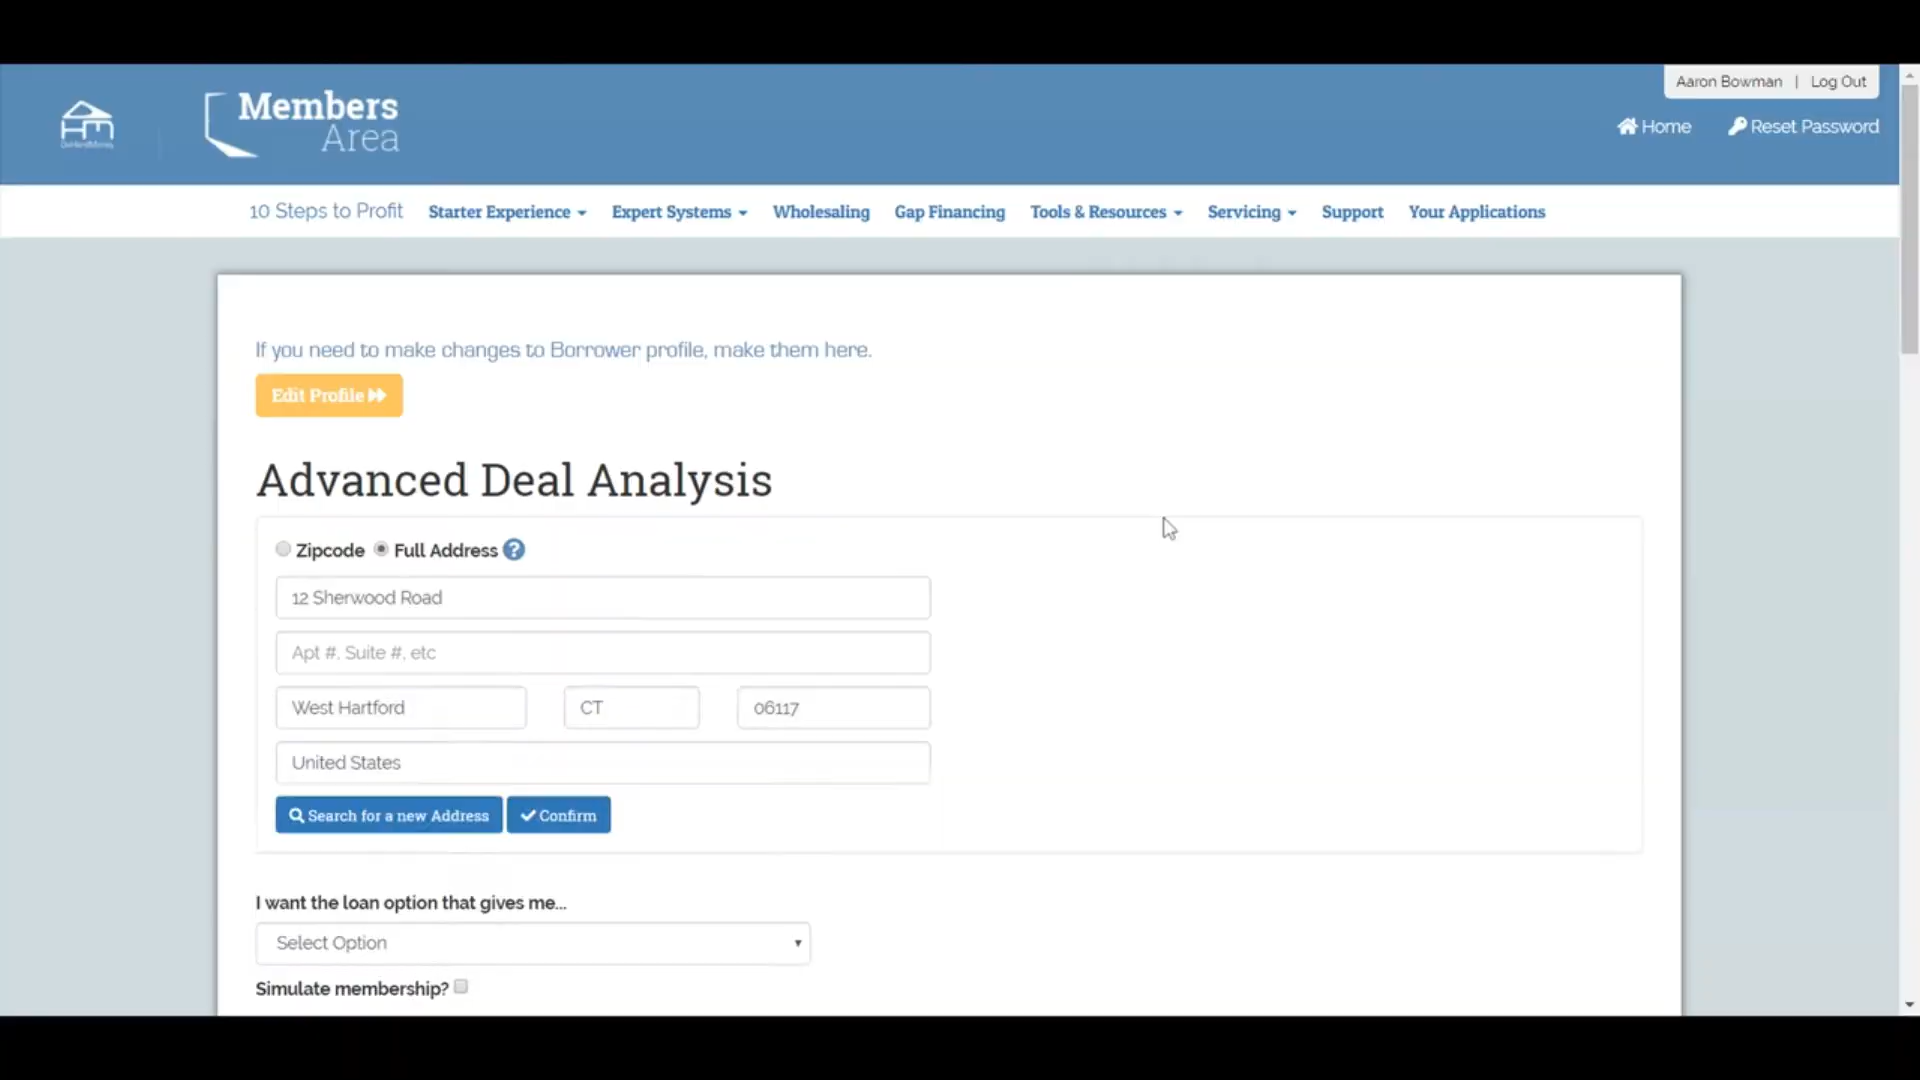 Aaron Bowman | Log Out
Members
Area
Home
Reset Password
10 Steps to Profit
Starter Experience
Expert Systems
Wholesaling
Gap Financing
Tools & Resources
Servicing
Support
Your Applications
If you need to make changes to Borrower profile, make them here.
Edit Profile
Advanced Deal Analysis
Zipcode
Full Address ?
12 Sherwood Road
Apt #, Suite #, etc
West Hartford
CT
06117
United States
Search for a new Address
Confirm
I want the loan option that gives me...
Select Option
Simulate membership?